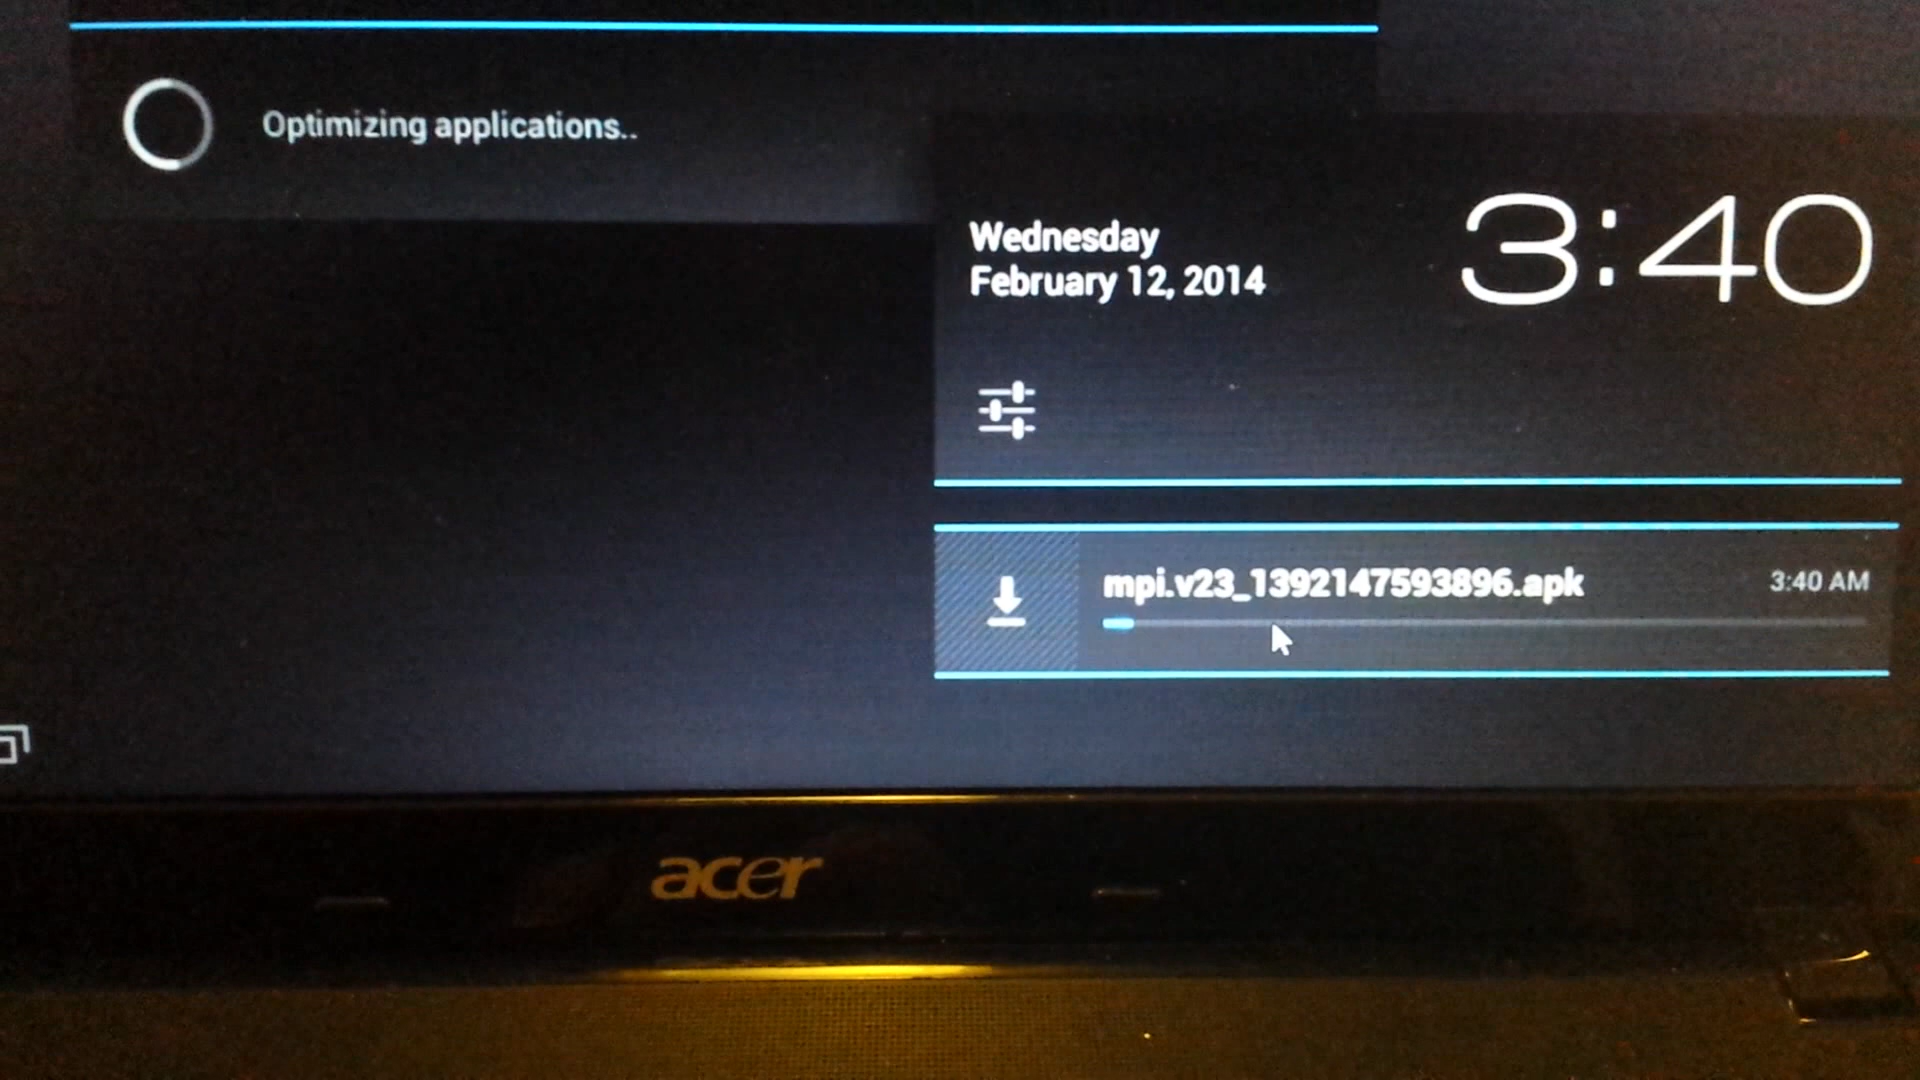 Optimizing applications..
Wednesday
February 12, 2014
3:40
mpi.v23_1392147593896.apk
3:40 AM
acer